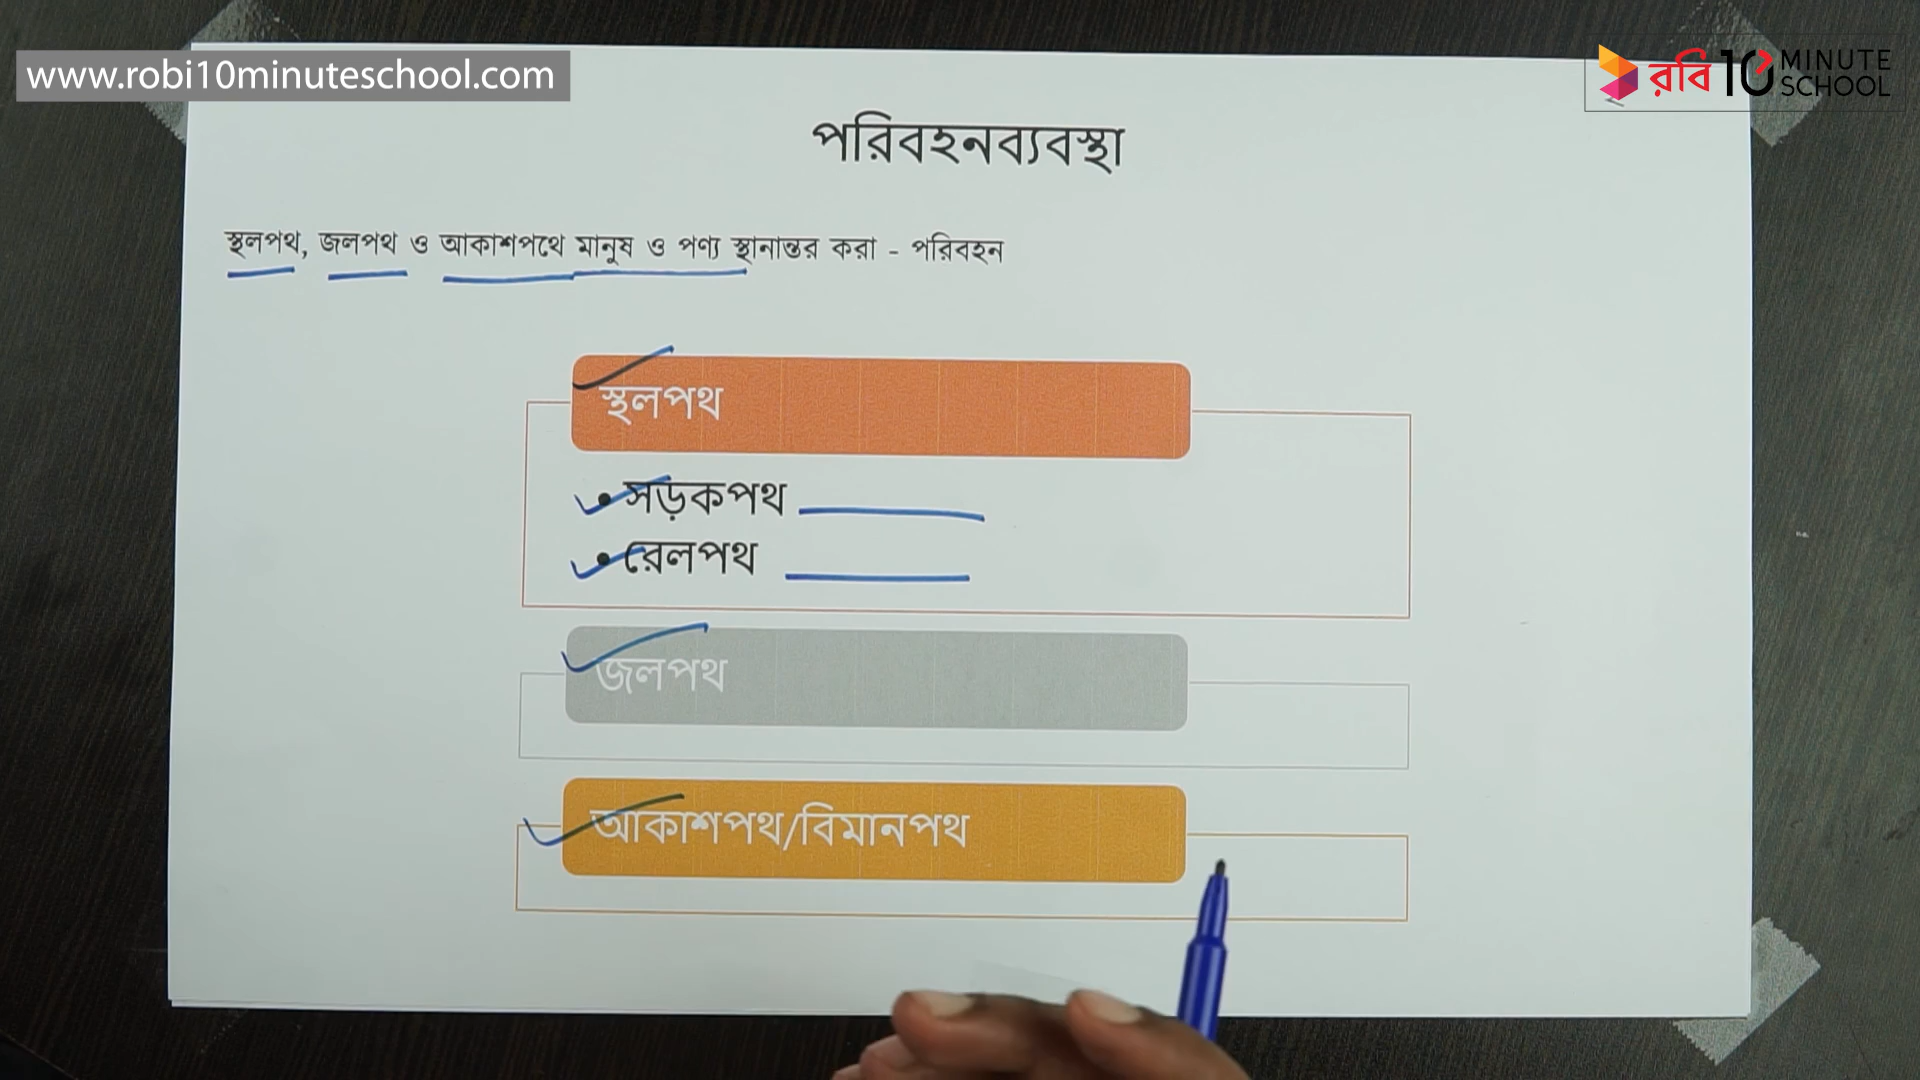 www.robi10minuteschool.com
রবি 10 MINUTE SCHOOL
পরিবহনব্যবস্থা
স্থলপথ, জলপথ ও আকাশপথে মানুষ ও পণ্য স্থানান্তর করা - পরিবহন
স্থলপথ
• সড়কপথ
• রেলপথ
জলপথ
আকাশপথ/বিমানপথ